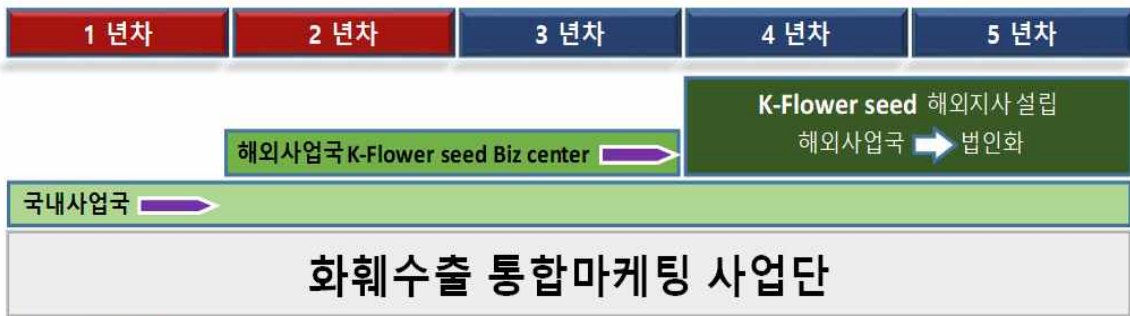 1 년차
2 년차
3 년차
4 년차
5 년차
K-Flower seed 해외지사 설립
해외사업국 법인화
해외사업국 K-Flower seed Biz center
국내사업국
화훼수출 통합마케팅 사업단